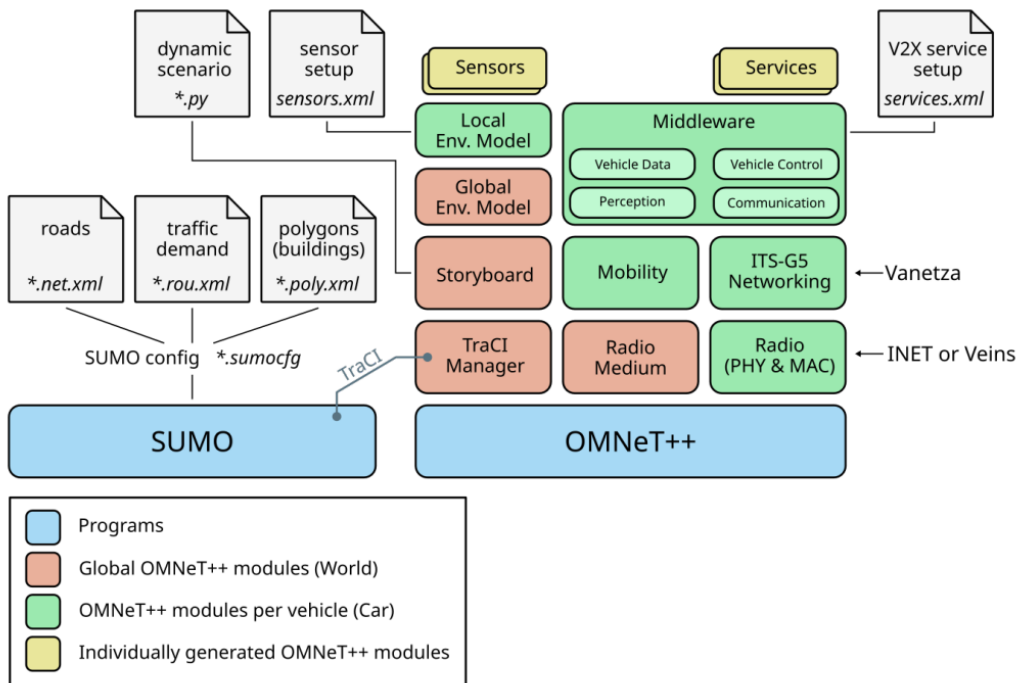 dynamic
scenario
*.py
sensor
setup
sensors.xml
Sensors
Services
V2X service
setup
services.xml
Local
Env. Model
Middleware
Vehicle Data
Vehicle Control
Perception
Communication
Global
Env. Model
roads
*.net.xml
traffic
demand
*.rou.xml
polygons
(buildings)
*.poly.xml
Storyboard
Mobility
ITS-G5
Networking
Vanetza
SUMO config *.sumocfg
TraCI
TraCI
Manager
Radio
Medium
Radio
(PHY & MAC)
INET or Veins
SUMO
OMNeT++
Programs
Global OMNeT++ modules (World)
OMNeT++ modules per vehicle (Car)
Individually generated OMNeT++ modules